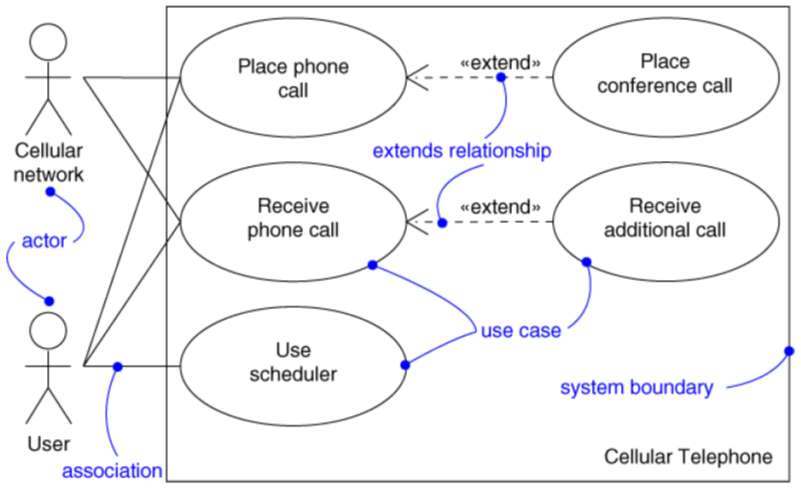 Place phone
call
«extend»
Place
conference call
Cellular
network
extends relationship
Receive
phone call
«extend»
Receive
additional call
actor
use case
Use
scheduler
system boundary
User
association
Cellular Telephone